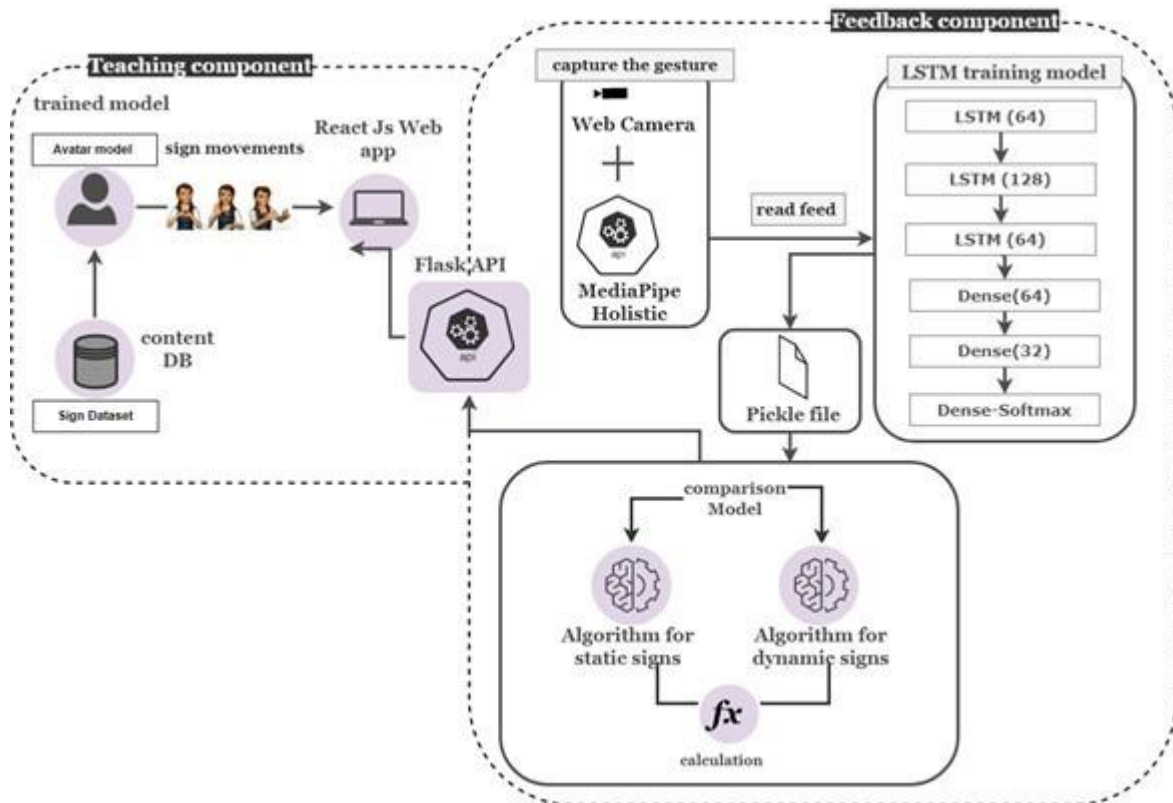 Teaching component
trained model
Avatar model
sign movements
React Js Web
app
content
DB
Sign Dataset
Flask API
api
Feedback component
capture the gesture
Web Camera
api
MediaPipe
Holistic
read feed
LSTM training model
LSTM (64)
LSTM (128)
LSTM (64)
Dense(64)
Dense(32)
Dense-Softmax
Pickle file
comparison
Model
Algorithm for
static signs
Algorithm for
dynamic signs
fx
calculation